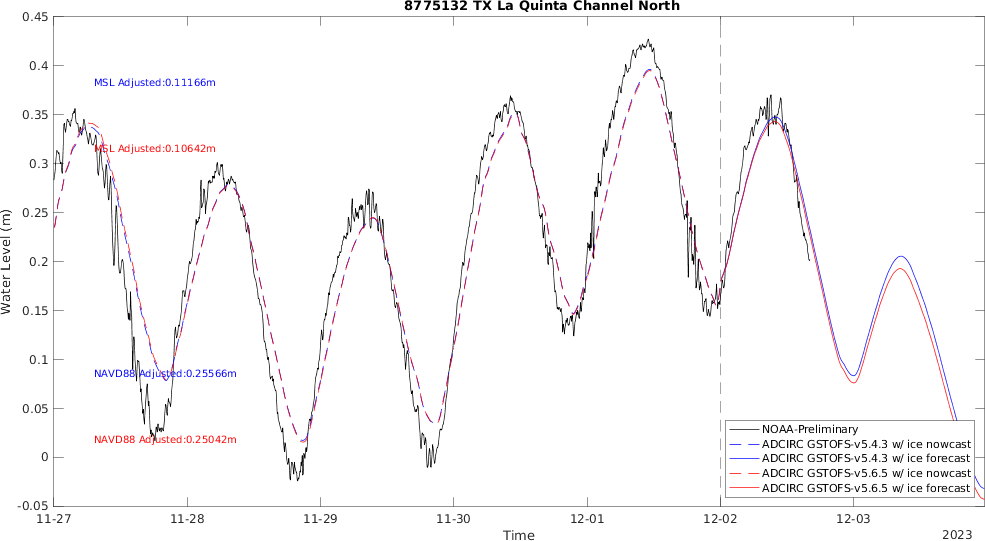 8775132 TX La Quinta Channel North
0.45
0.4
0.35
0.3
0.25
0.2
0.15
0.1
0.05
0
-0.05
Water Level (m)
MSL Adjusted:0.11166m
MSL Adjusted:0.10642m
NAVD88 Adjusted:0.25566m
NAVD88 Adjusted:0.25042m
NOAA-Preliminary
ADCIRC GSTOFS-v5.4.3 w/ ice nowcast
ADCIRC GSTOFS-v5.4.3 w/ ice forecast
ADCIRC GSTOFS-v5.6.5 w/ ice nowcast
ADCIRC GSTOFS-v5.6.5 w/ ice forecast
11-27 11-28 11-29 11-30 12-01 12-02 12-03
Time
2023